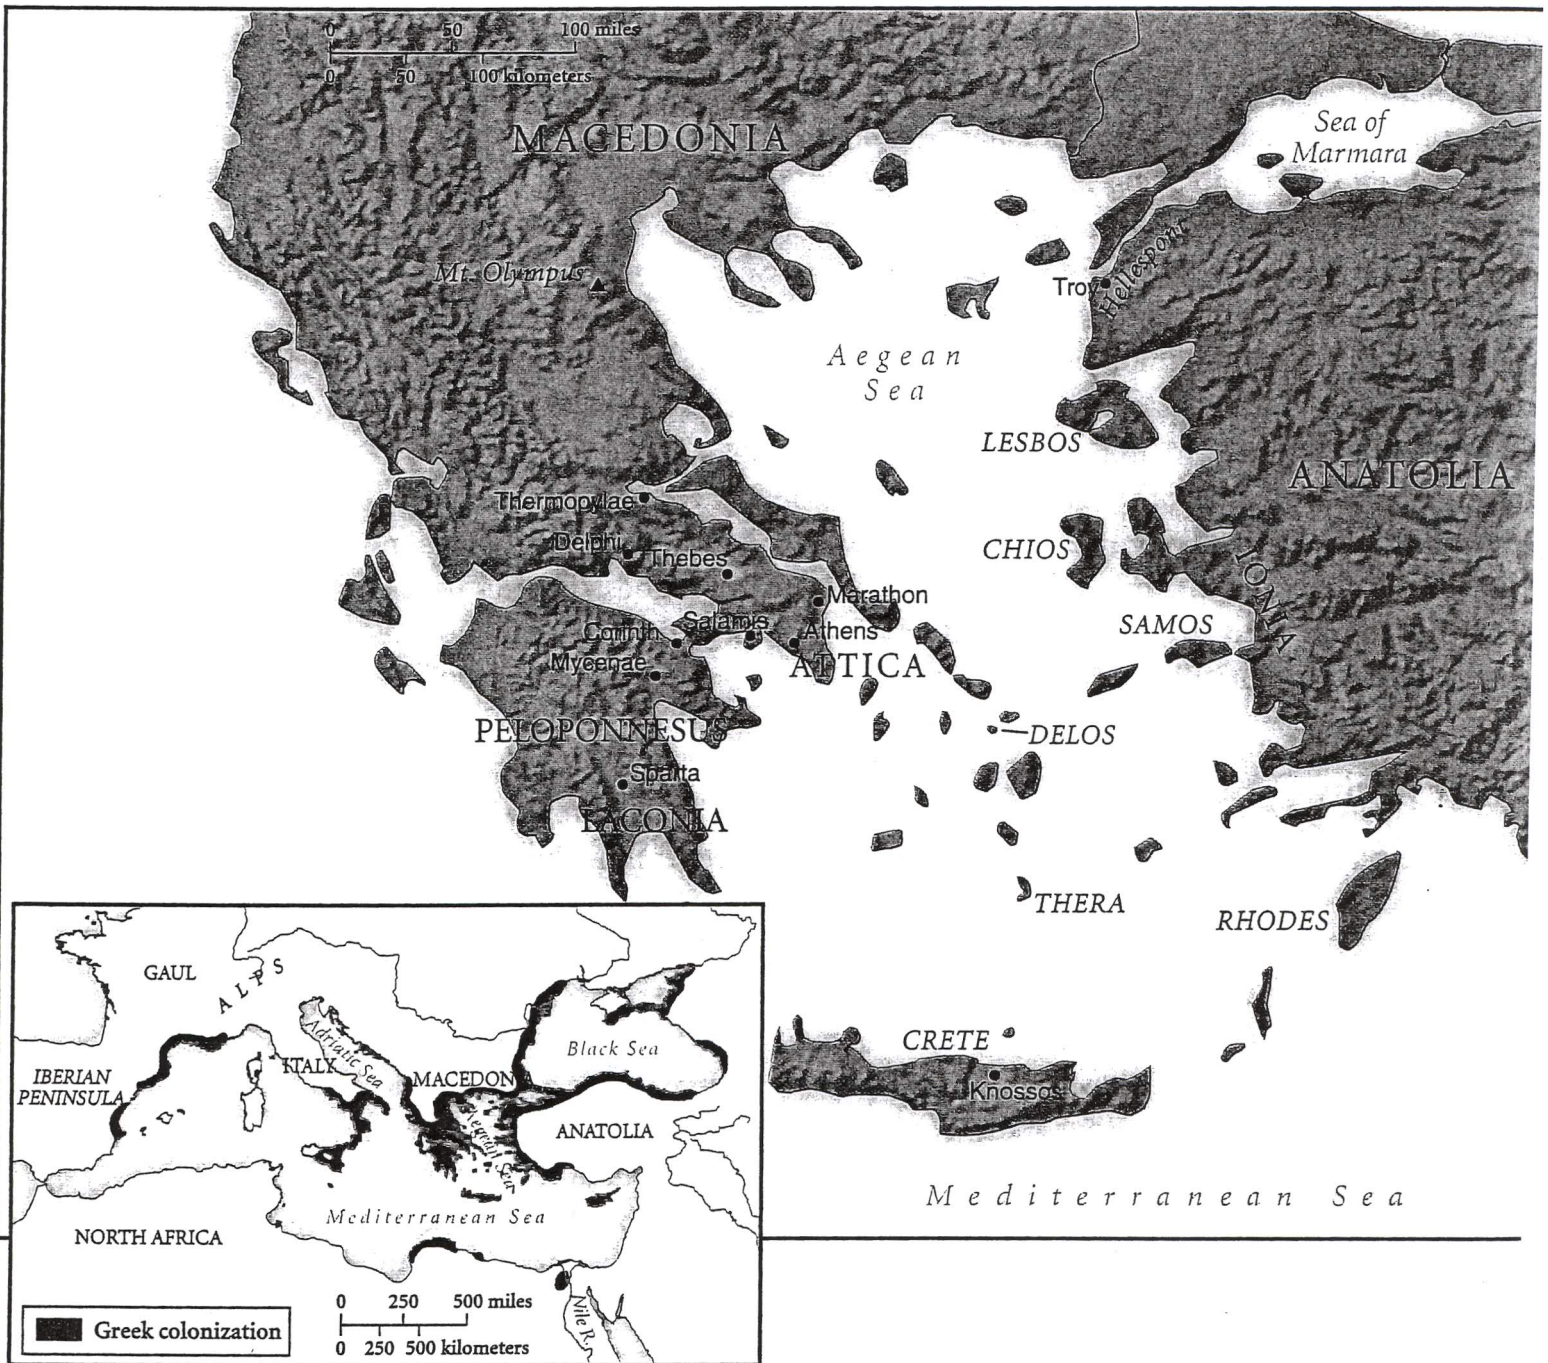 0 50 100 miles
0 50 100 kilometers
MACEDONIA
Sea of
Marmara
Mt. Olympus
Hellespont
Troy
Aegean
Sea
LESBOS
ANATOLIA
Thermopylae
Delphi
Thebes
CHIOS
IONIA
Marathon
Salamis
Corinth
Athens
SAMOS
Mycenae
ATTICA
PELOPONNESUS
DELOS
Sparta
LACONIA
THERA
RHODES
CRETE
Knossos
Mediterranean Sea
GAUL
ALPS
Adriatic Sea
ITALY
Black Sea
IBERIAN
PENINSULA
MACEDONIA
Aegean Sea
ANATOLIA
Mediterranean Sea
NORTH AFRICA
Nile R.
0 250 500 miles
0 250 500 kilometers
Greek colonization